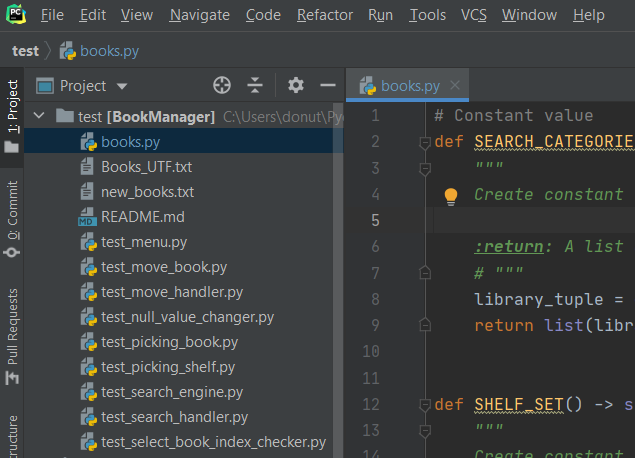 PC File Edit View Navigate Code Refactor Run Tools VCS Window Help
test books.py
Project
books.py
test [BookManager] C:\Users\donut\Py
books.py
Books_UTF.txt
new_books.txt
MD README.md
test_menu.py
test_move_book.py
test_move_handler.py
test_null_value_changer.py
test_picking_book.py
test_picking_shelf.py
test_search_engine.py
test_search_handler.py
test_select_book_index_checker.py
1: Project
0: Commit
Pull Requests
ructure
1 # Constant value
2 def SEARCH_CATEGORIE
3 """
4 Create constant
5
6 :return: A list
7 # """
8 library_tuple =
9 return list(libr
10
11
12 def SHELF_SET() -> s
13 """
14 Create constant